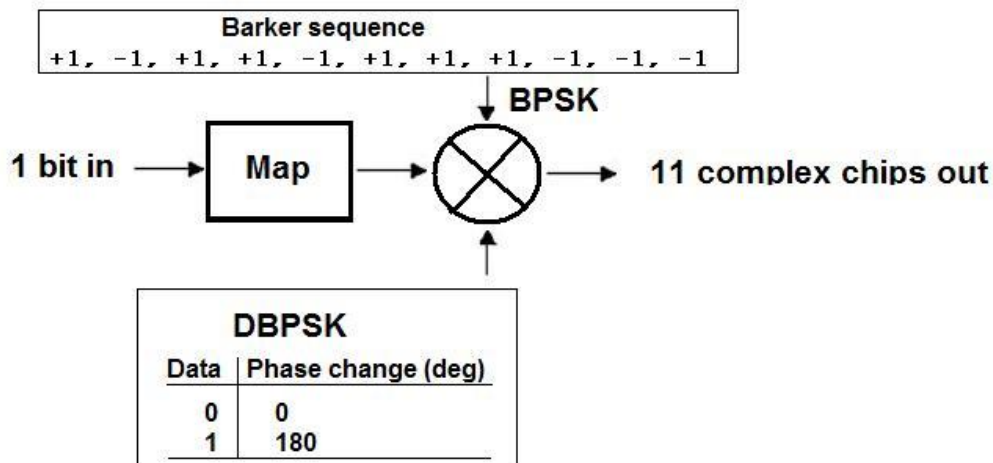 Barker sequence
+1, -1, +1, +1, -1, +1, +1, +1, -1, -1, -1
BPSK
1 bit in
Map
11 complex chips out
DBPSK
Data Phase change (deg)
0 0
1 180